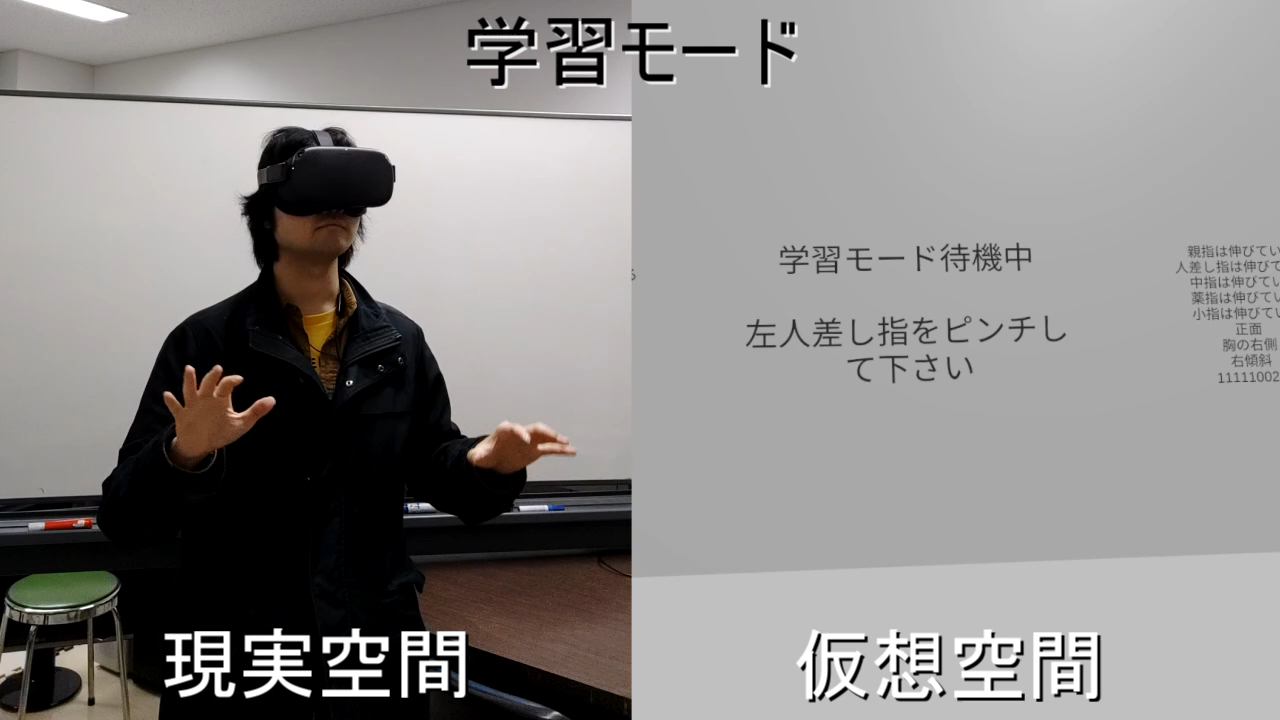 学習モード
学習モード待機中
左人差し指をピンチし
て下さい
親指は伸びてい
人差し指は伸びて
中指は伸びてい
薬指は伸びてい
小指は伸びてい
正面
胸の右側
右傾斜
11111002
現実空間
仮想空間